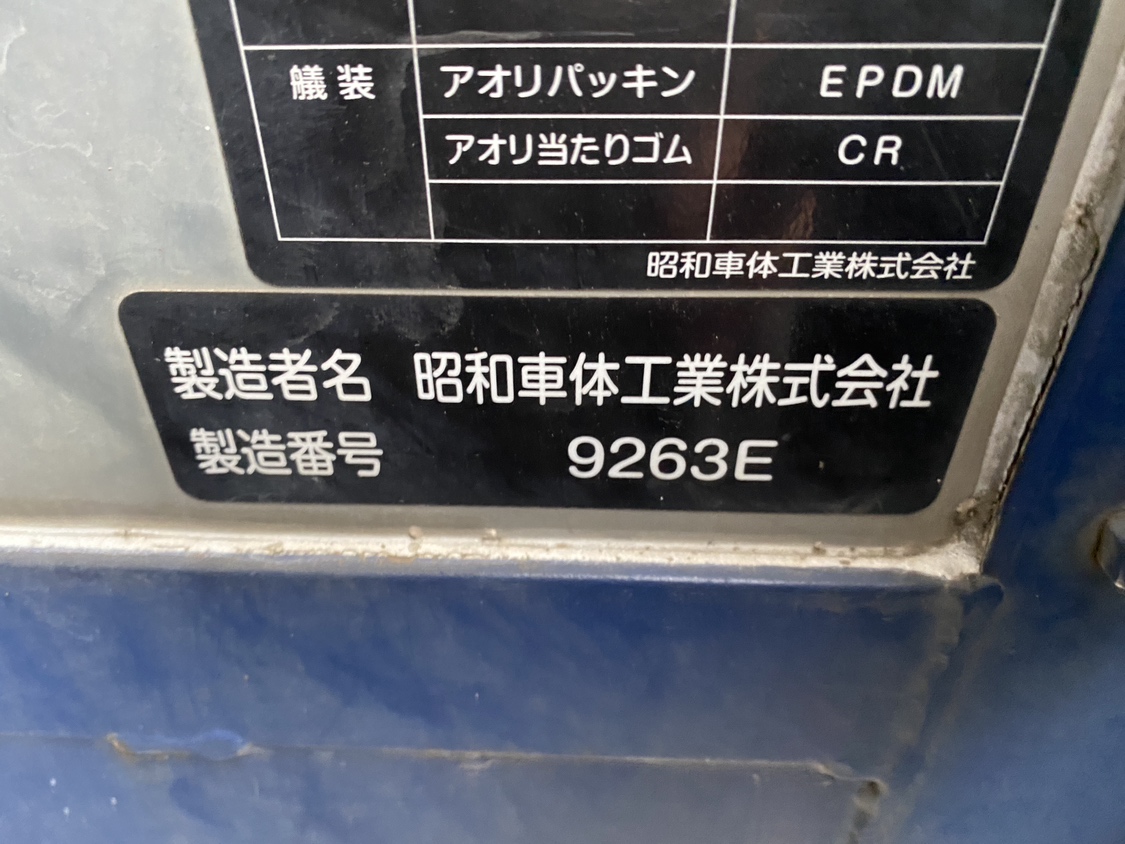 艤装 アオリパッキン EPDM
アオリ当たりゴム CR
昭和車体工業株式会社
製造者名 昭和車体工業株式会社
製造番号 9263E